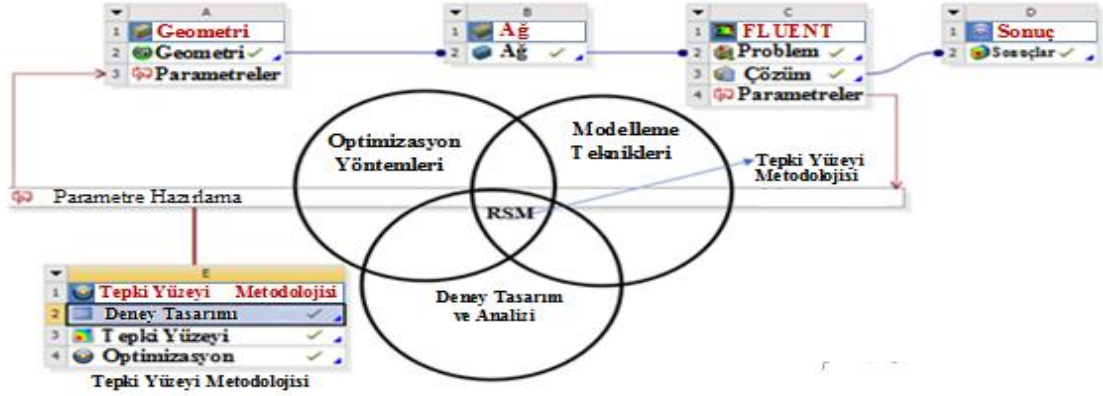 A
1 Geometri
2 Geometri
3 Parametreler
B
1 Ağ
2 Ağ
C
1 FLUENT
2 Problem
3 Çözüm
4 Parametreler
D
1 Sonuç
2 Sonuçlar
Optimizasyon
Yöntemleri
Modelleme
Teknikleri
Tepki Yüzeyi
Metodolojisi
Parametre Hazırlama
RSM
Deney Tasarım
ve Analizi
E
1 Tepki Yüzeyi Metodolojisi
2 Deney Tasarımı
3 Tepki Yüzeyi
4 Optimizasyon
Tepki Yüzeyi Metodolojisi